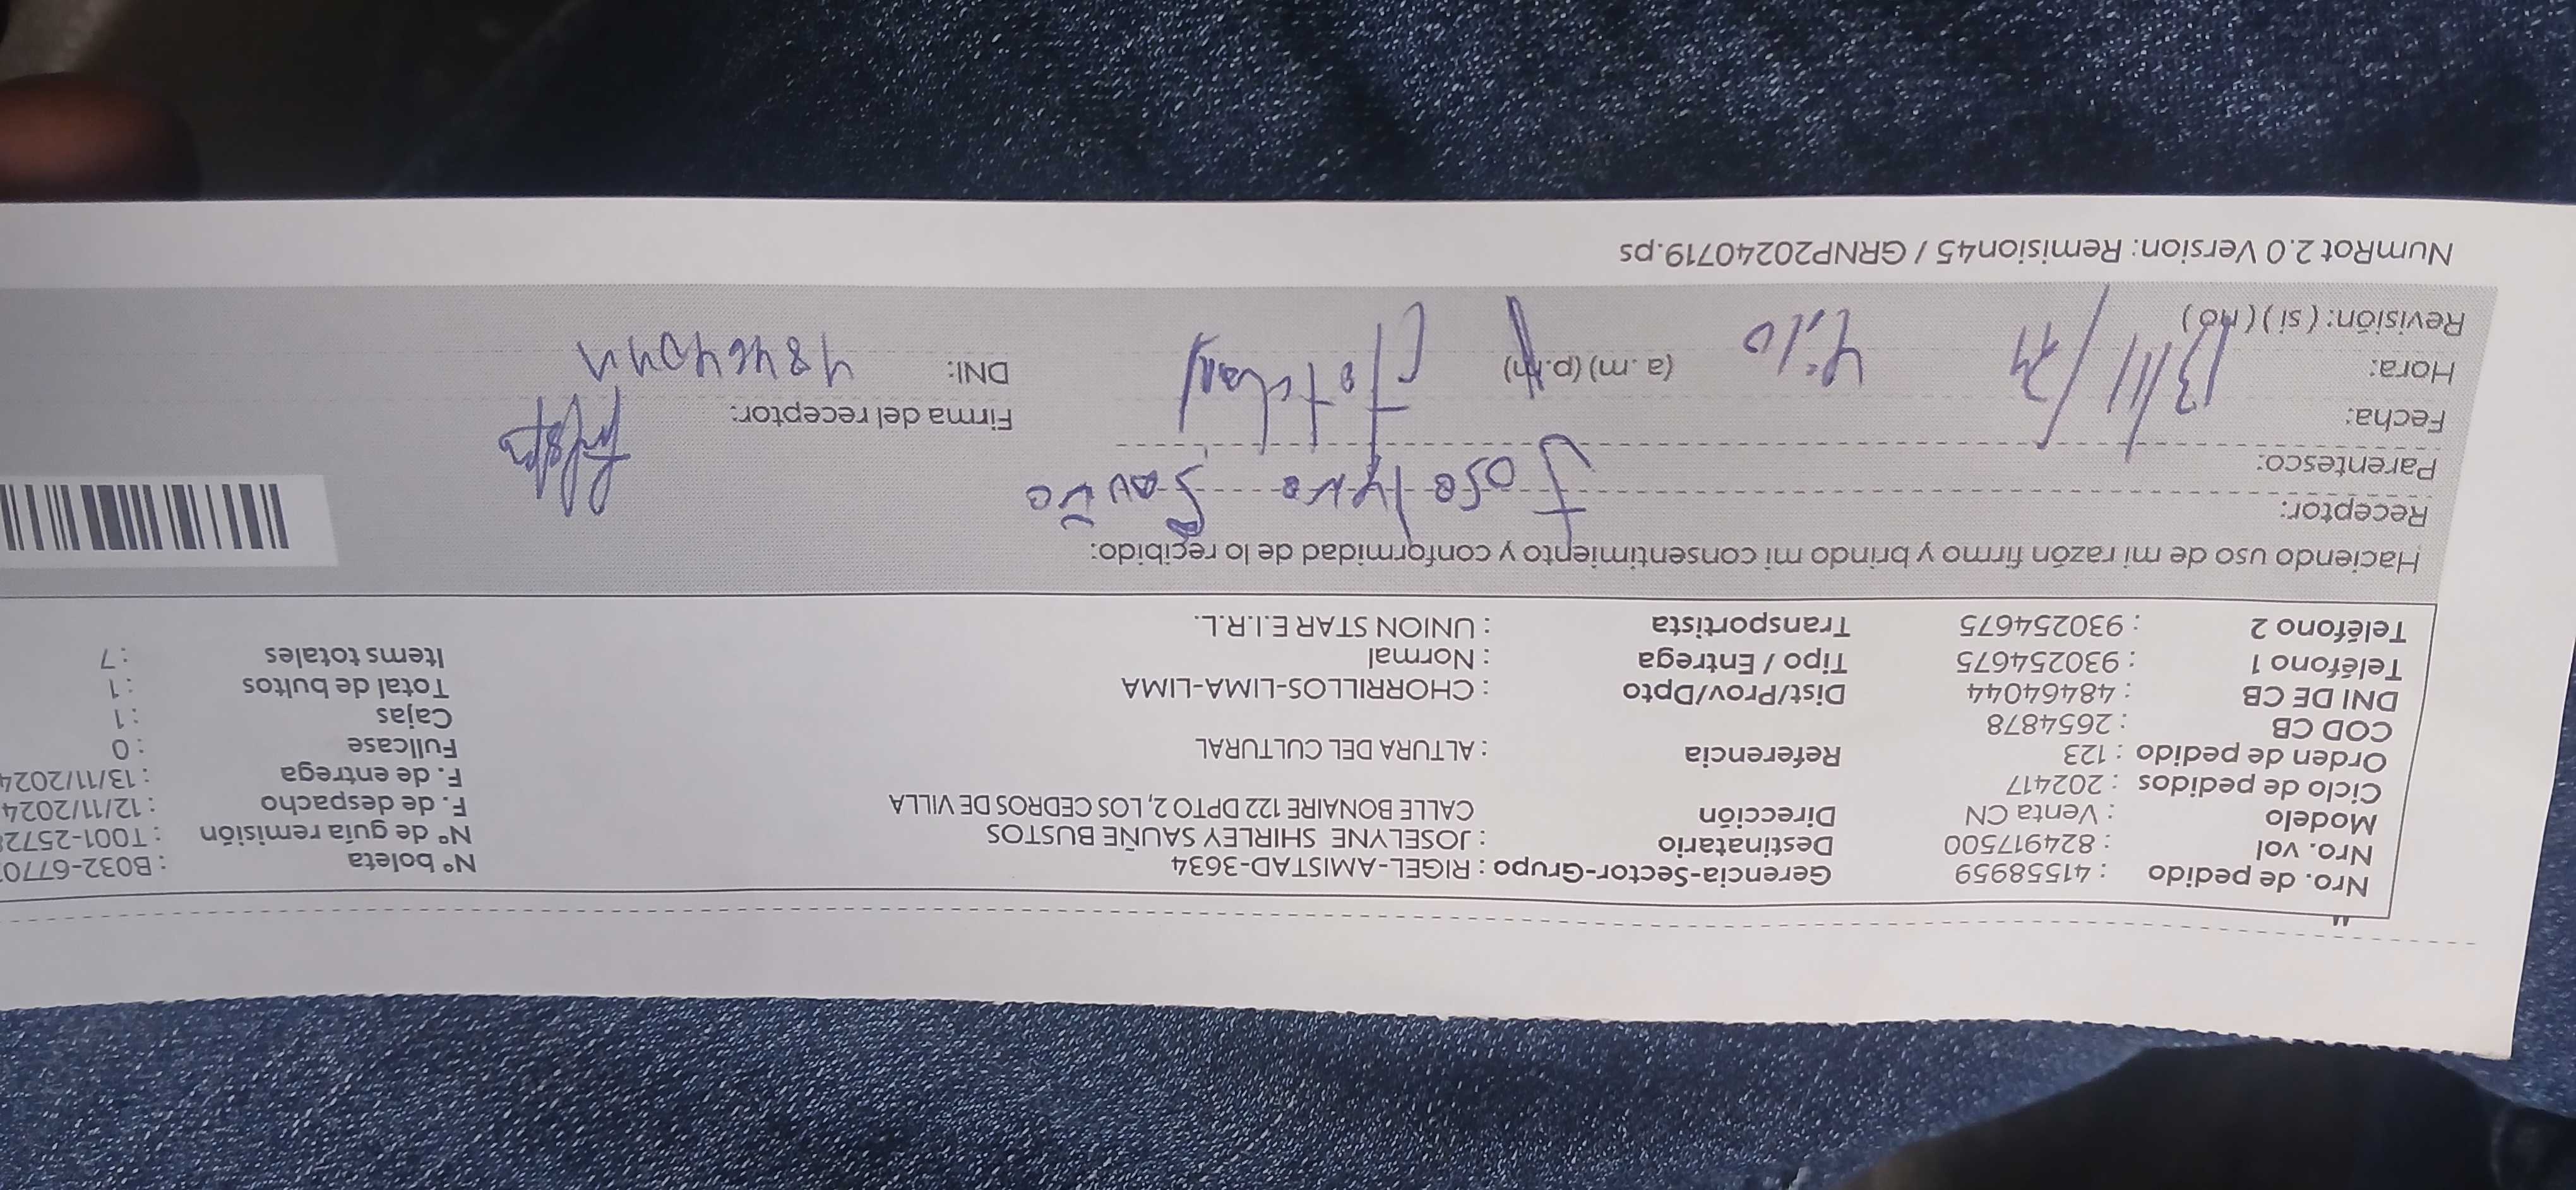 Nro. de pedido : 41558959 Gerencia-Sector-Grupo : RIGEL-AMISTAD-3634 Nº boleta : B032-6770
Nro. vol : 824917500 Destinatario : JOSELYNE SHIRLEY SAUÑE BUSTOS Nº de guía remisión : T001-2572
Modelo : Venta CN Dirección CALLE BONAIRE 122 DPTO 2, LOS CEDROS DE VILLA F. de despacho : 12/11/2024
Ciclo de pedidos : 202417 F. de entrega : 13/11/2024
Orden de pedido : 123 Referencia : ALTURA DEL CULTURAL Fullcase : 0
COD CB : 2654878 Cajas : 1
DNI DE CB : 48464044 Dist/Prov/Dpto : CHORRILLOS-LIMA-LIMA Total de bultos : 1
Teléfono 1 : 930254675 Tipo / Entrega : Normal Items totales : 7
Teléfono 2 : 930254675 Transportista : UNION STAR E.I.R.L.
Haciendo uso de mi razón firmo y brindo mi consentimiento y conformidad de lo recibido:
Receptor: Joselyne Sauñe
Parentesco:
Fecha: 13/11/24 Firma del receptor:
Hora: 4:10 (a.m) (p.m) DNI: 48464044
Revisión: ( si ) ( no )
NumRot 2.0 Version: Remision45 / GRNP20240719.ps